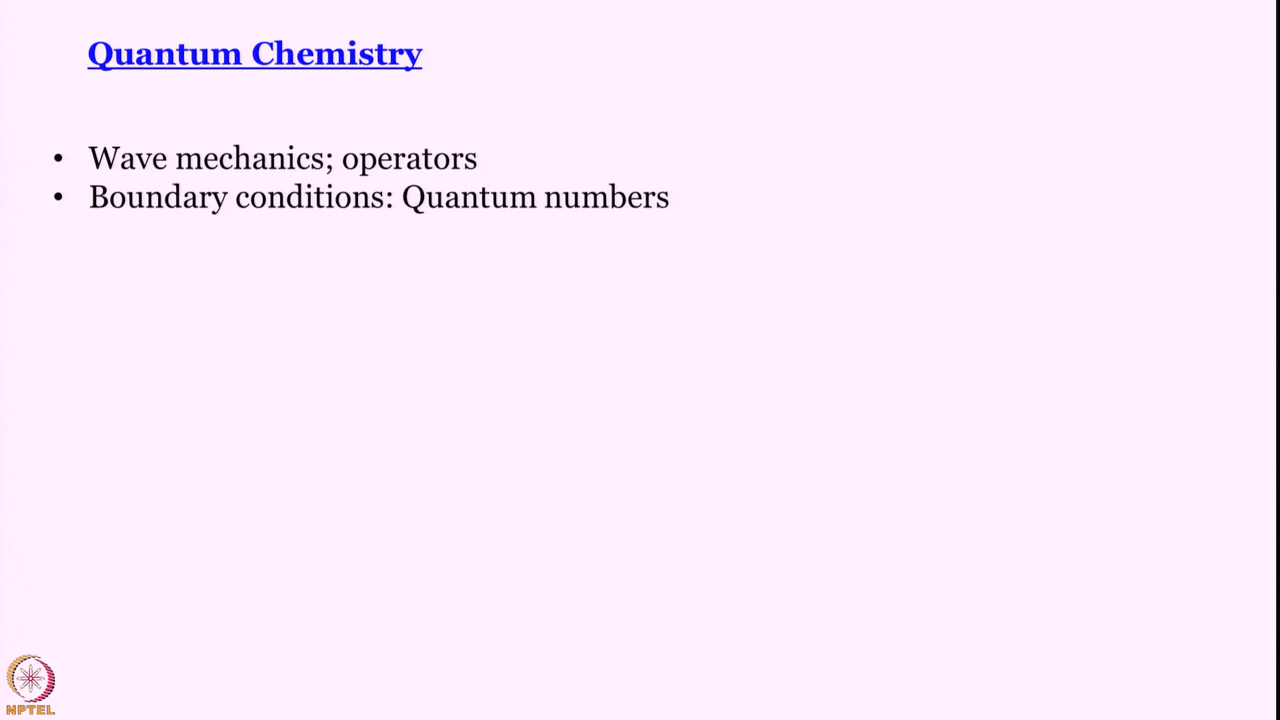 Quantum Chemistry
• Wave mechanics; operators
• Boundary conditions: Quantum numbers
NPTEL